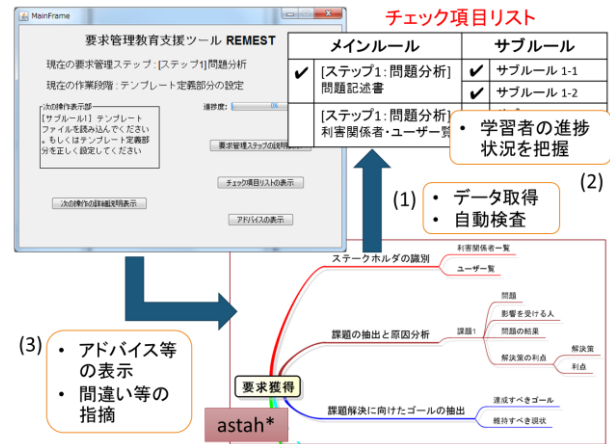 MainFrame
要求管理教育支援ツール REMEST
現在の要求管理ステップ:[ステップ1]問題分析
現在の作業段階:テンプレート定義部分の設定
次の操作表示部
[サブルール1] テンプレート
ファイルを読み込んでください
。もしくはテンプレート定義部
分を正しく設定してください
進捗度:
0%
チェック項目リストの表示
次の操作の詳細説明表示
アドバイスの表示
チェック項目リスト
メインルール
サブルール
✔
[ステップ1:問題分析]
問題記述書
✔
サブルール 1-1
✔
サブルール 1-2
[ステップ1:問題分析]
利害関係者・ユーザ一覧
• 学習者の進捗
状況を把握
(2)
(1)
• データ取得
• 自動検査
(3)
• アドバイス等
の表示
• 間違い等の
指摘
ステークホルダの識別
利害関係者一覧
ユーザ一覧
課題の抽出と原因分析
課題1
問題
影響を受ける人
問題の結果
解決策の利点
解決策
利点
要求獲得
課題解決に向けたゴールの抽出
達成すべきゴール
維持すべき現状
astah*